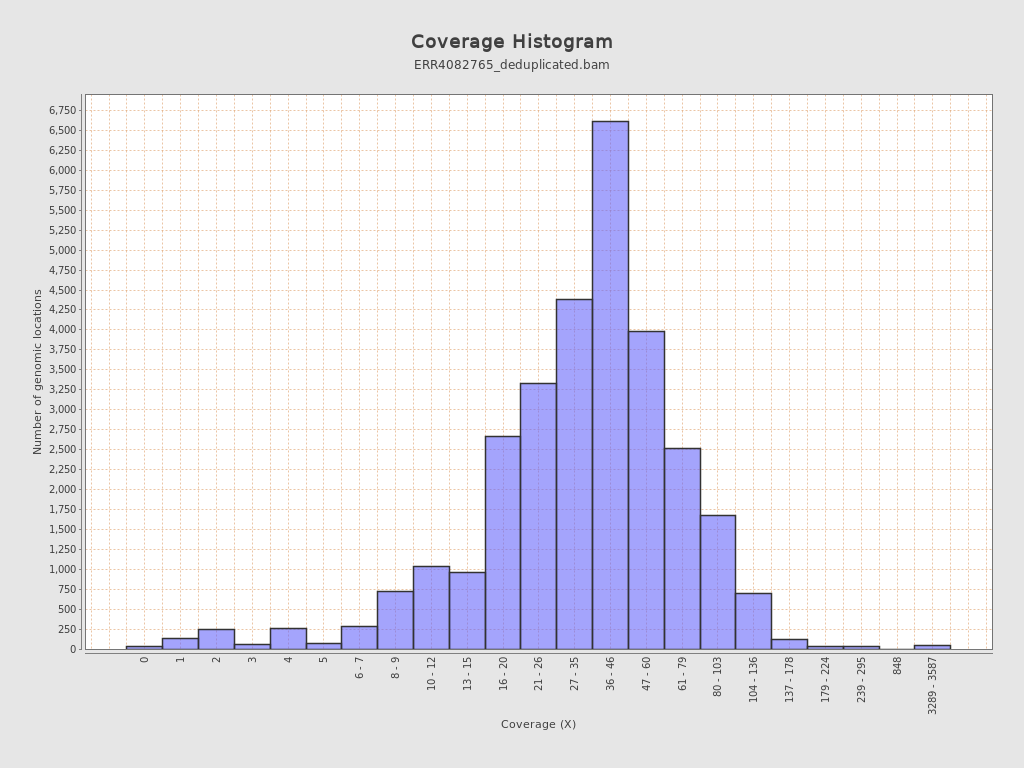 Coverage Histogram
ERR4082765_deduplicated.bam
Number of genomic locations
6,750
6,500
6,250
6,000
5,750
5,500
5,250
5,000
4,750
4,500
4,250
4,000
3,750
3,500
3,250
3,000
2,750
2,500
2,250
2,000
1,750
1,500
1,250
1,000
750
500
250
0
0
1
2
3
4
5
6 - 7
8 - 9
10 - 12
13 - 15
16 - 20
21 - 26
27 - 35
36 - 46
47 - 60
61 - 79
80 - 103
104 - 136
137 - 178
179 - 224
239 - 295
848
3289 - 3587
Coverage (X)